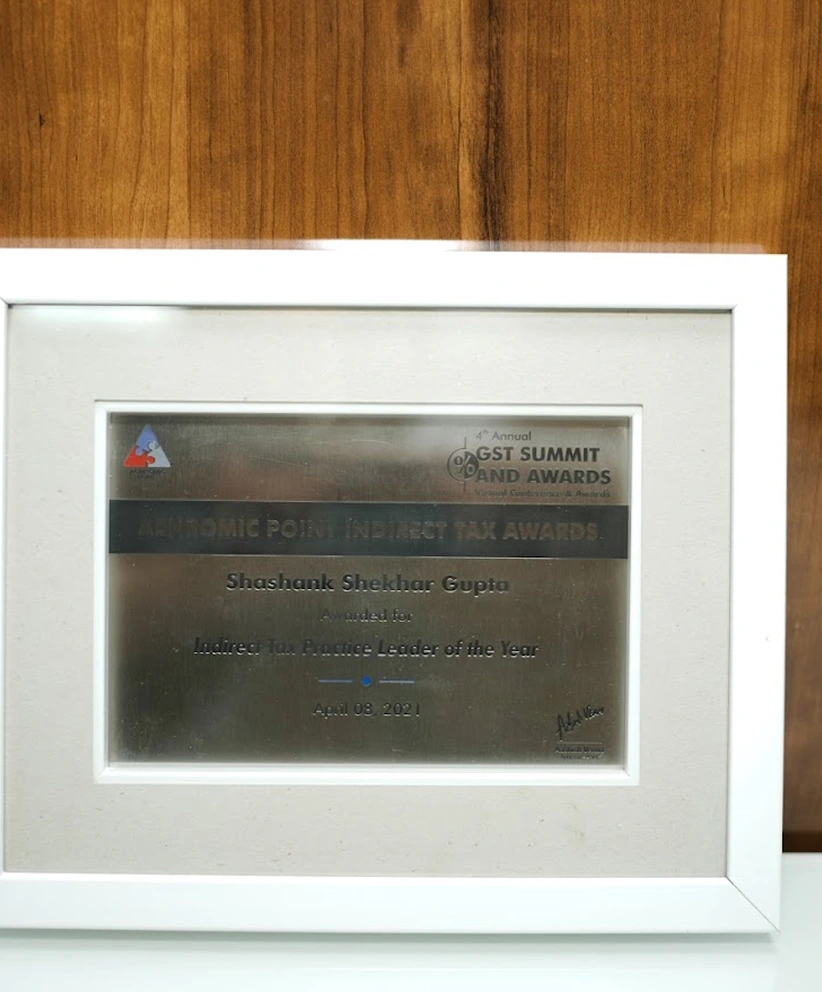 4th Annual
GST SUMMIT
AND AWARDS
Virtual Conference & Awards
POINT INDIRECT TAX AWARDS
Shashank Shekhar Gupta
Awarded for
Indirect Tax Practice Leader of the Year
April 08, 2021